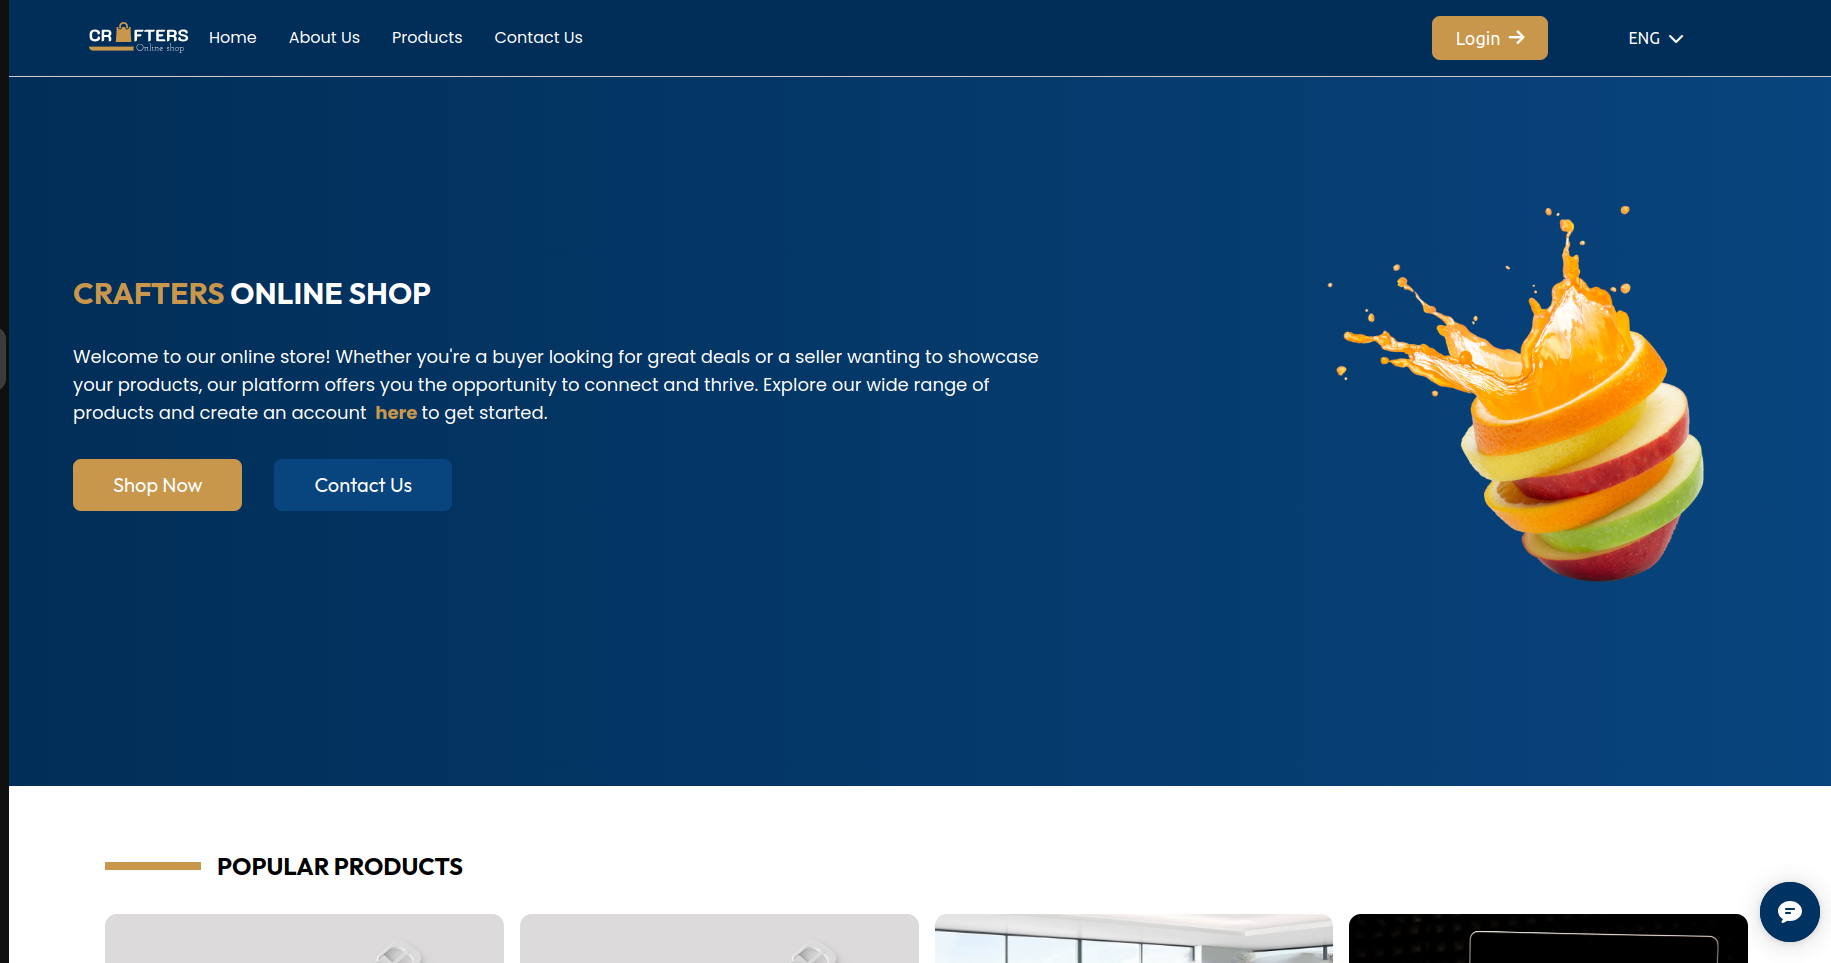 CRAFTERS
Online shop
Home
About Us
Products
Contact Us
Login
ENG
CRAFTERS ONLINE SHOP
Welcome to our online store! Whether you're a buyer looking for great deals or a seller wanting to showcase
your products, our platform offers you the opportunity to connect and thrive. Explore our wide range of
products and create an account here to get started.
Shop Now
Contact Us
POPULAR PRODUCTS